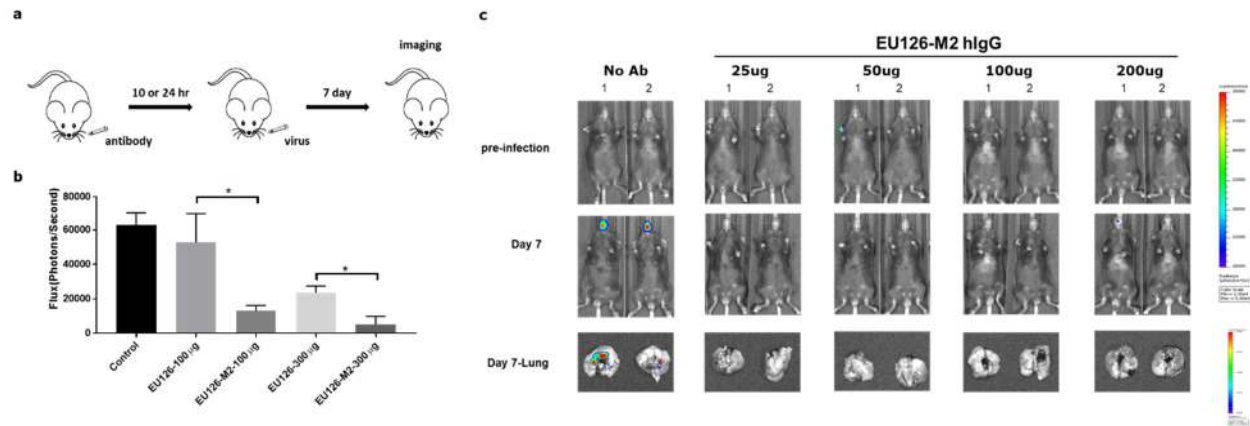 a
imaging
10 or 24 hr
7 day
antibody
virus
b
Flux(Photons/Second)
80000
60000
40000
20000
0
*
*
Control
EU126-100 μg
EU126-M2-100 μg
EU126-300 μg
EU126-M2-300 μg
c
EU126-M2 hIgG
No Ab 25ug 50ug 100ug 200ug
1 2 1 2 1 2 1 2 1 2
pre-infection
Day 7
Day 7-Lung